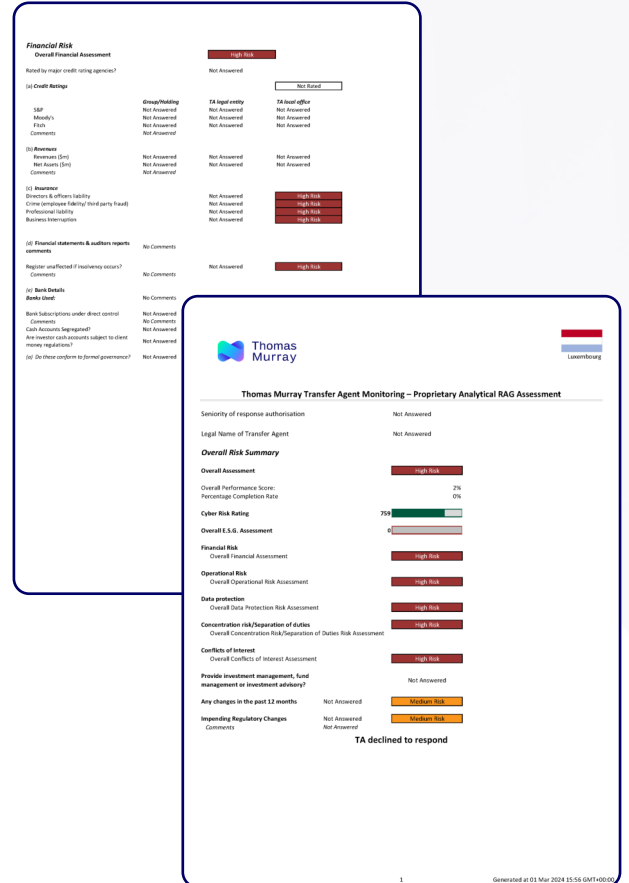 Financial Risk
Overall Financial Assessment High Risk
Rated by major credit rating agencies? Not Answered
(a) Credit Ratings Not Rated
Group/Holding TA legal entity TA local office
S&P Not Answered Not Answered Not Answered
Moody's Not Answered Not Answered Not Answered
Fitch Not Answered Not Answered Not Answered
Comments Not Answered
(b) Revenues
Revenues ($m) Not Answered Not Answered Not Answered
Net Assets ($m) Not Answered Not Answered Not Answered
Comments Not Answered
(c) Insurance
Directors & officers liability Not Answered High Risk
Crime (employee fidelity/ third party fraud) Not Answered High Risk
Professional liability Not Answered High Risk
Business Interruption Not Answered High Risk
(d) Financial statements & auditors reports
comments No Comments
Register unaffected if insolvency occurs? Not Answered High Risk
Comments No Comments
(e) Bank Details
Banks Used: No Comments
Bank Subscriptions under direct control Not Answered
Comments No Comments
Cash Accounts Segregated? Not Answered
Are investor cash accounts subject to client
money regulations? Not Answered
(a) Do these conform to formal governance? Not Answered
Thomas
Murray
Luxembourg
Thomas Murray Transfer Agent Monitoring – Proprietary Analytical RAG Assessment
Seniority of response authorisation Not Answered
Legal Name of Transfer Agent Not Answered
Overall Risk Summary
Overall Assessment High Risk
Overall Performance Score: 2%
Percentage Completion Rate 0%
Cyber Risk Rating 759
Overall E.S.G. Assessment 0
Financial Risk
Overall Financial Assessment High Risk
Operational Risk
Overall Operational Risk Assessment High Risk
Data protection
Overall Data Protection Risk Assessment High Risk
Concentration risk/Separation of duties High Risk
Overall Concentration Risk/Separation of Duties Risk Assessment
Conflicts of Interest
Overall Conflicts of Interest Assessment High Risk
Provide investment management, fund
management or investment advisory? Not Answered
Any changes in the past 12 months Not Answered Medium Risk
Impending Regulatory Changes Not Answered Medium Risk
Comments Not Answered
TA declined to respond
1 Generated at 01 Mar 2024 15:56 GMT+00:00